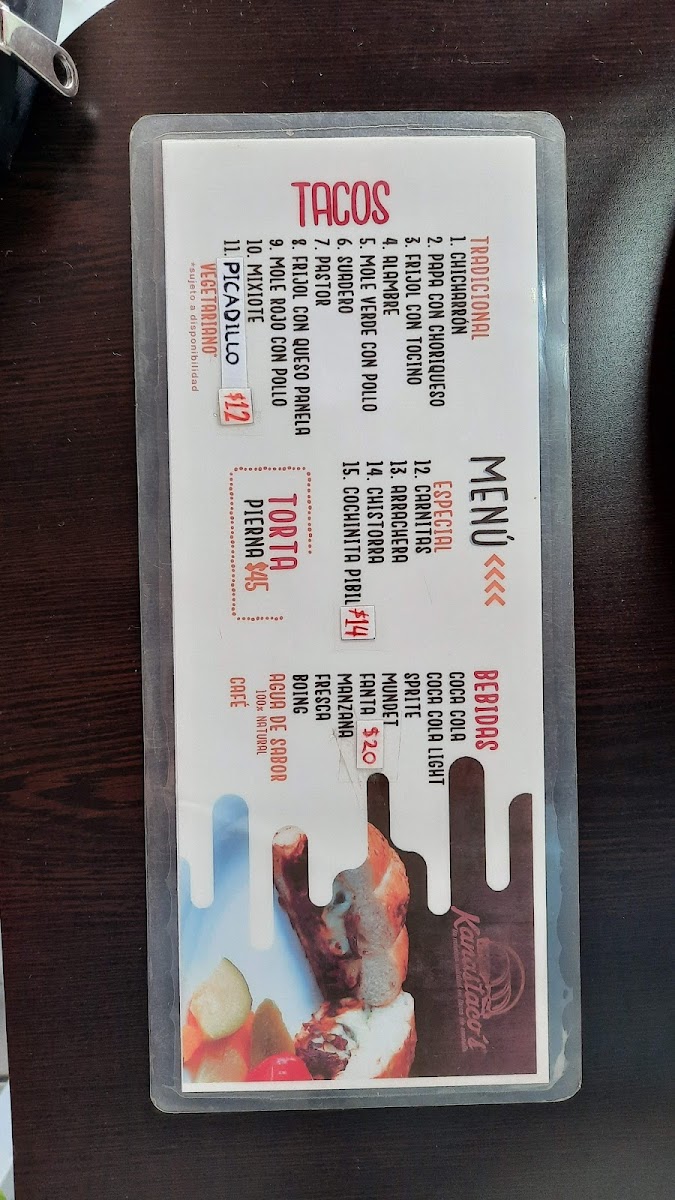 MENÚ <<<<
TACOS
TRADICIONAL
1. CHICHARRÓN
2. PAPA CON CHORIQUESO
3. FRIJOL CON TOCINO
4. ALAMBRE
5. MOLE VERDE CON POLLO
6. SUADERO
7. PASTOR
8. FRIJOL CON QUESO PANELA
9. MOLE ROJO CON POLLO
10. MIXIOTE
11. PICADILLO $12
VEGETARIANO*
*sujeto a disponibilidad
ESPECIAL
12. CARNITAS
13. ARRACHERA
14. CHISTORRA
15. COCHINITA PIBIL $14
TORTA
PIERNA $45
BEBIDAS
COCA COLA
COCA COLA LIGHT
SPRITE
MUNDET
FANTA $20
MANZANA
FRESCA
BOING
AGUA DE SABOR
100% NATURAL
CAFÉ
Kanastaco's